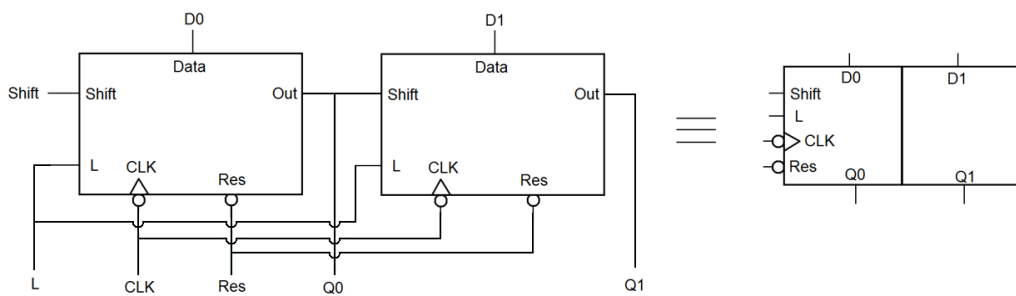 D0
D1
D0
D1
Data
Data
Shift
Shift
Out
Shift
Out
Shift
L
L
CLK
Res
L
CLK
Res
CLK
Res
Q0
Q1
L
CLK
Res
Q0
Q1